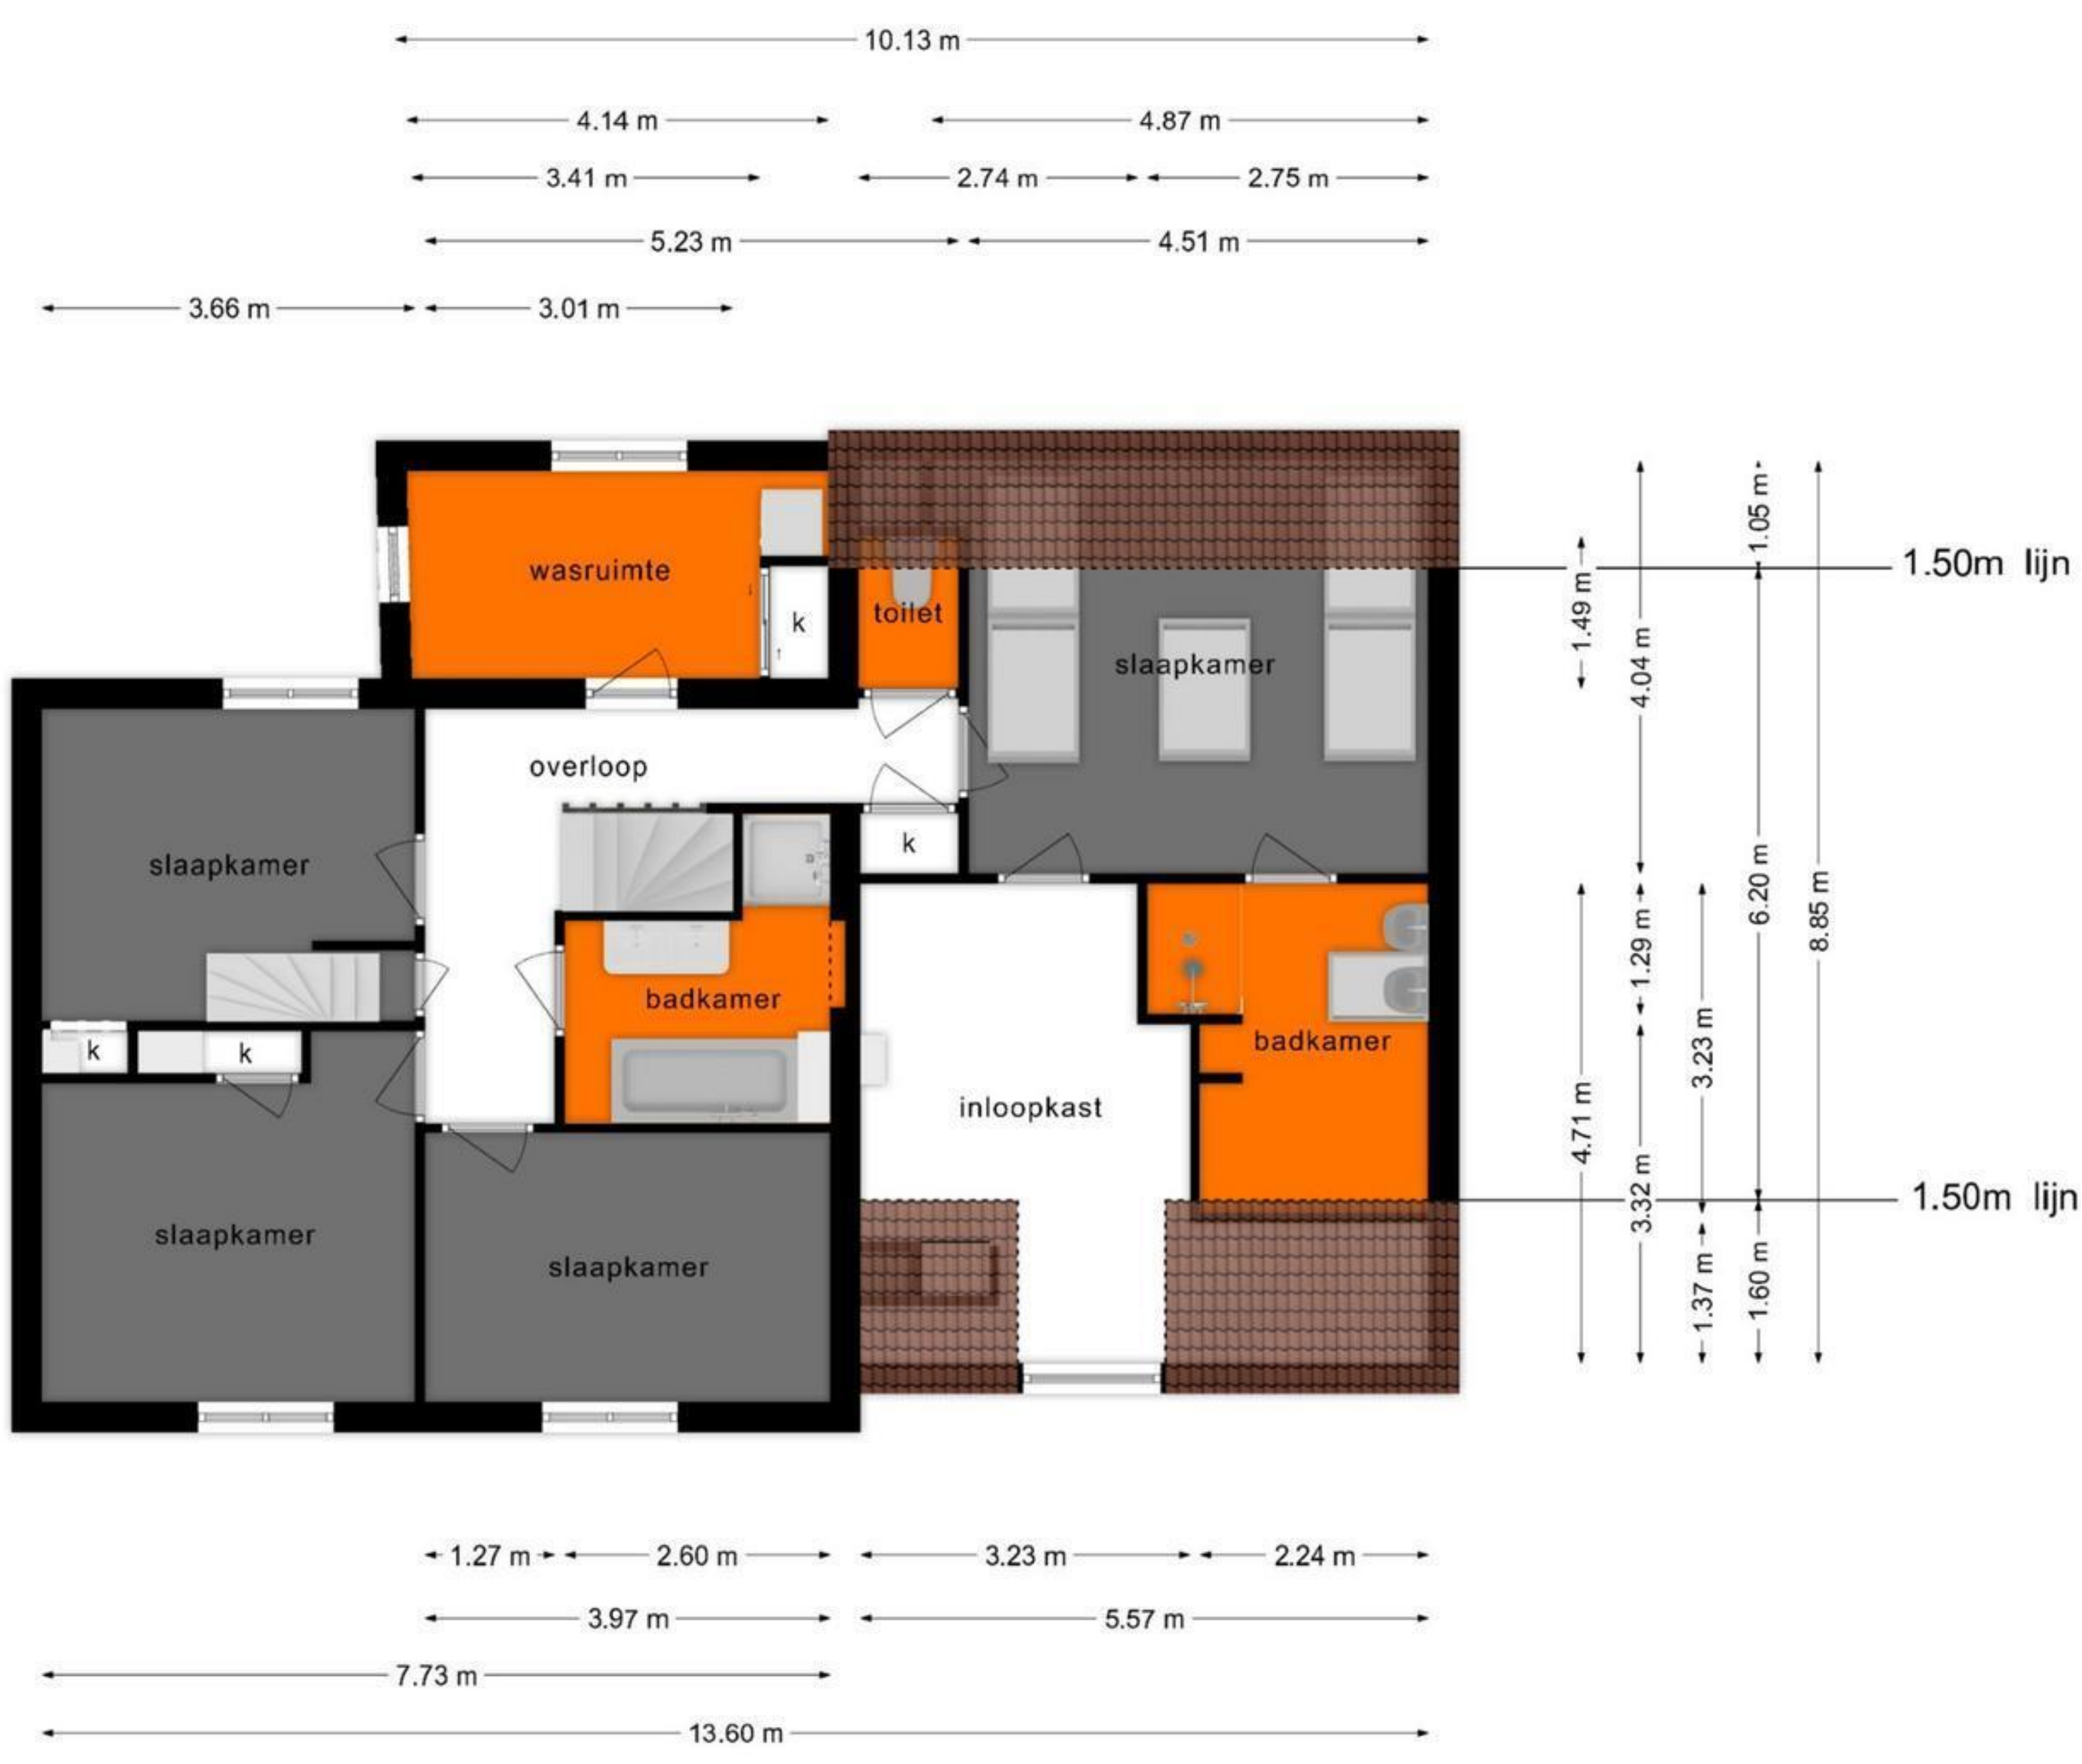 10.13 m
4.14 m
4.87 m
3.41 m
2.74 m
2.75 m
5.23 m
4.51 m
3.66 m
3.01 m
1.05 m
1.50m lijn
wasruimte
1.49 m
toilet
k
4.04 m
slaapkamer
overloop
k
slaapkamer
6.20 m
8.85 m
1.29 m
badkamer
badkamer
k
k
3.23 m
inloopkast
4.71 m
3.32 m
1.50m lijn
slaapkamer
slaapkamer
1.37 m
1.60 m
1.27 m
2.60 m
3.23 m
2.24 m
3.97 m
5.57 m
7.73 m
13.60 m